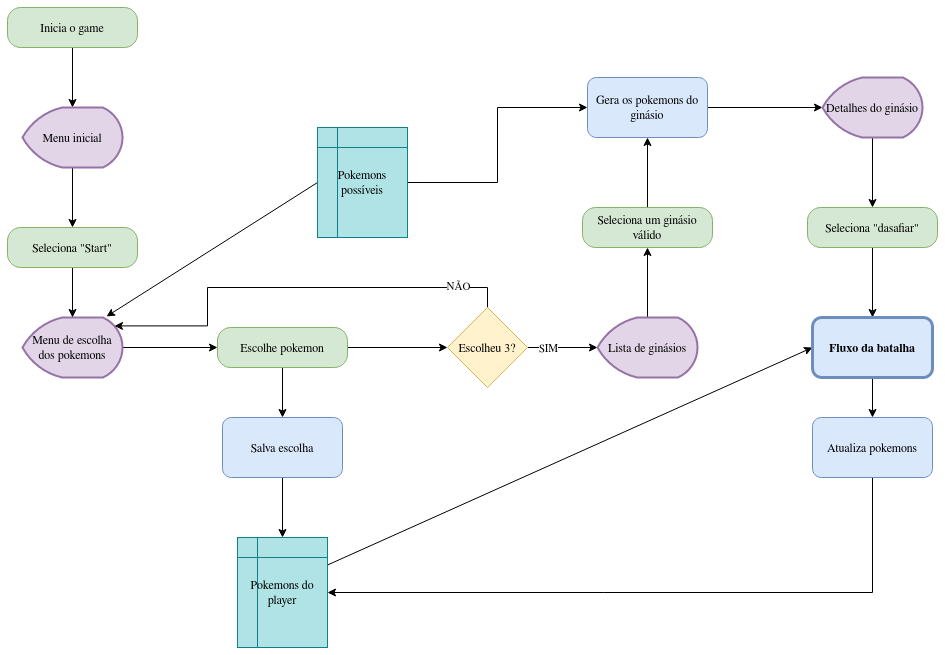 Inicia o game
Menu inicial
Seleciona "Start"
Menu de escolha
dos pokemons
Pokemons
possíveis
Gera os pokemons do
ginásio
Detalhes do ginásio
Seleciona um ginásio
válido
Seleciona "dasafiar"
NÃO
Escolhe pokemon
Escolheu 3?
SIM
Lista de ginásios
Fluxo da batalha
Salva escolha
Atualiza pokemons
Pokemons do
player